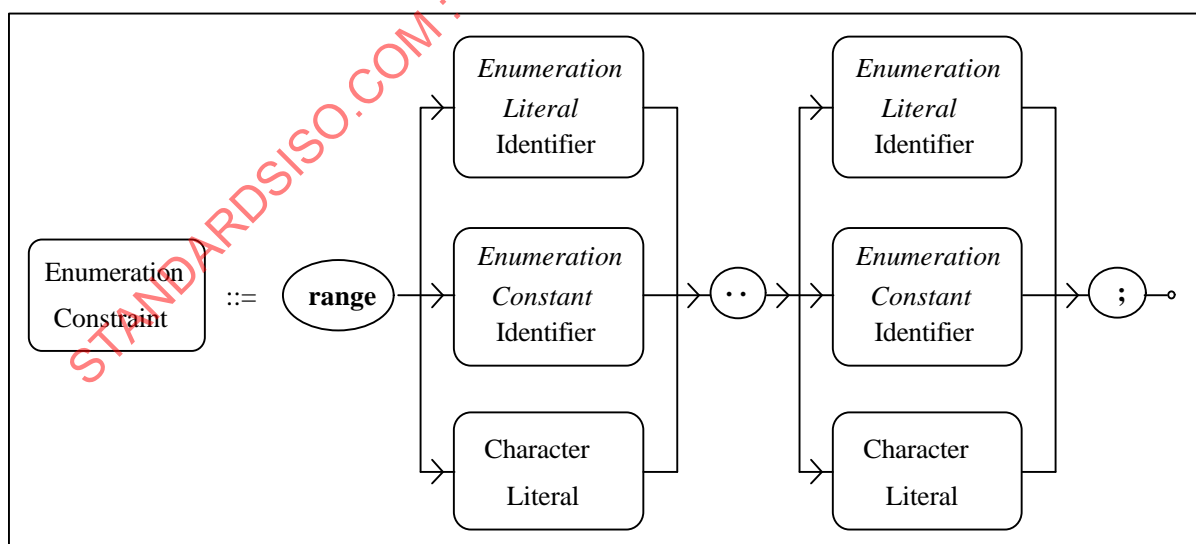 STANDARDSISO.COM :
Enumeration
Constraint
::=
range
Enumeration
Literal
Identifier
Enumeration
Constant
Identifier
Character
Literal
..
Enumeration
Literal
Identifier
Enumeration
Constant
Identifier
Character
Literal
;